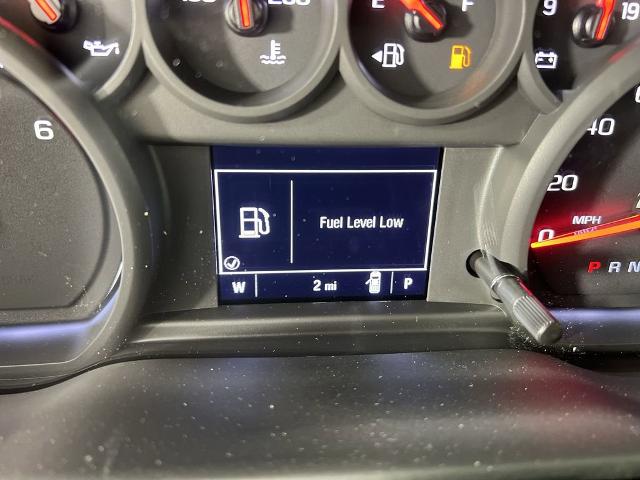 E F
9 19
6
Fuel Level Low
W 2 mi P
40
20
0 MPH
P R N